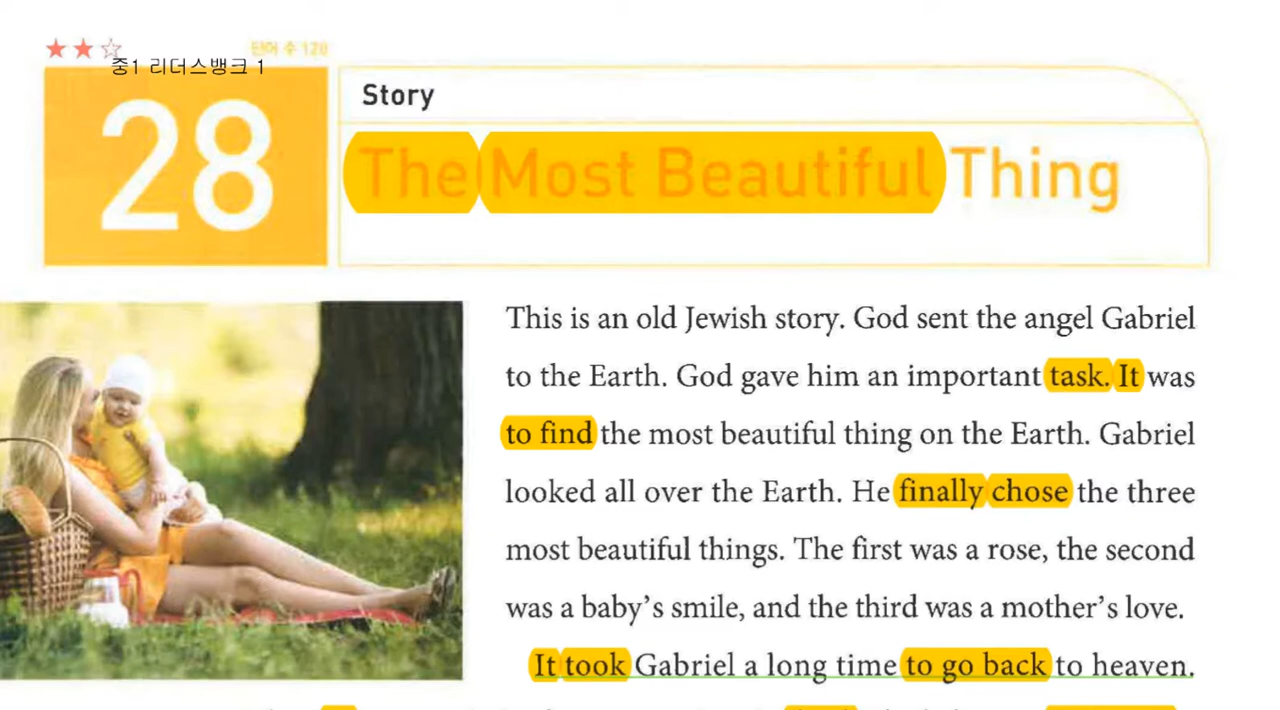 ★★☆
단어 수 120
중1 리더스뱅크 1
28
Story
The Most Beautiful Thing
This is an old Jewish story. God sent the angel Gabriel
to the Earth. God gave him an important task. It was
to find the most beautiful thing on the Earth. Gabriel
looked all over the Earth. He finally chose the three
most beautiful things. The first was a rose, the second
was a baby's smile, and the third was a mother's love.
It took Gabriel a long time to go back to heaven.